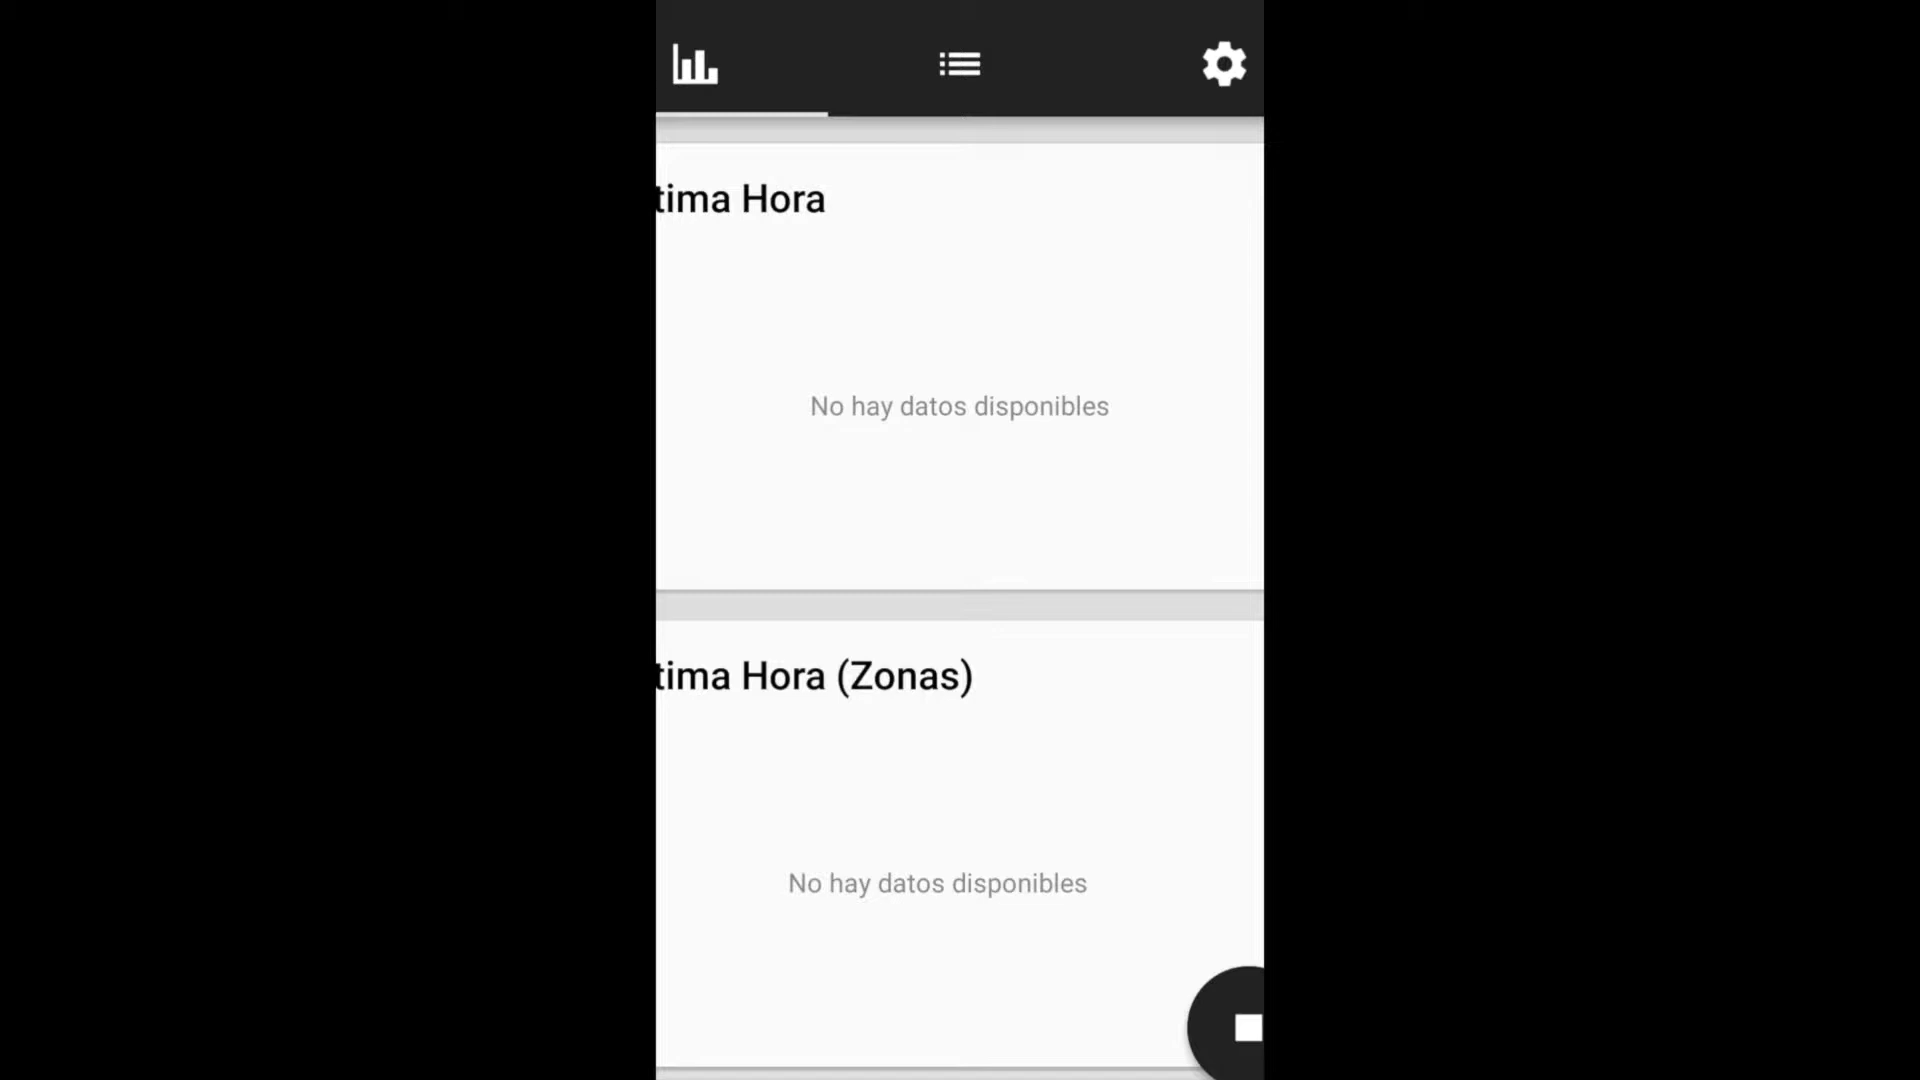 tima Hora
No hay datos disponibles
tima Hora (Zonas)
No hay datos disponibles